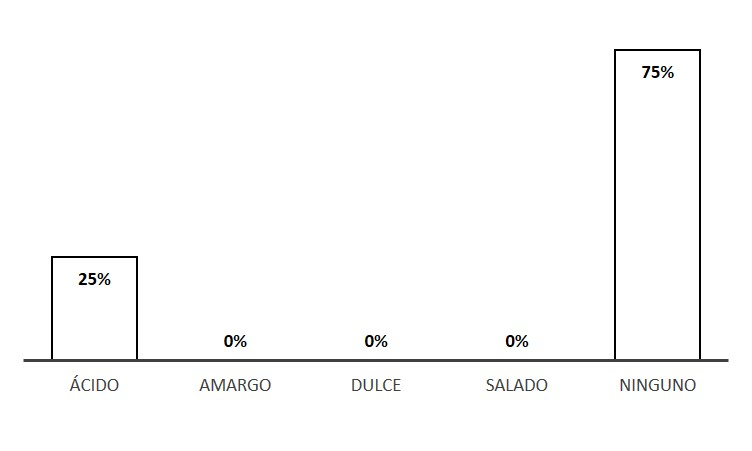 75%
25%
0% 0% 0%
ÁCIDO AMARGO DULCE SALADO NINGUNO